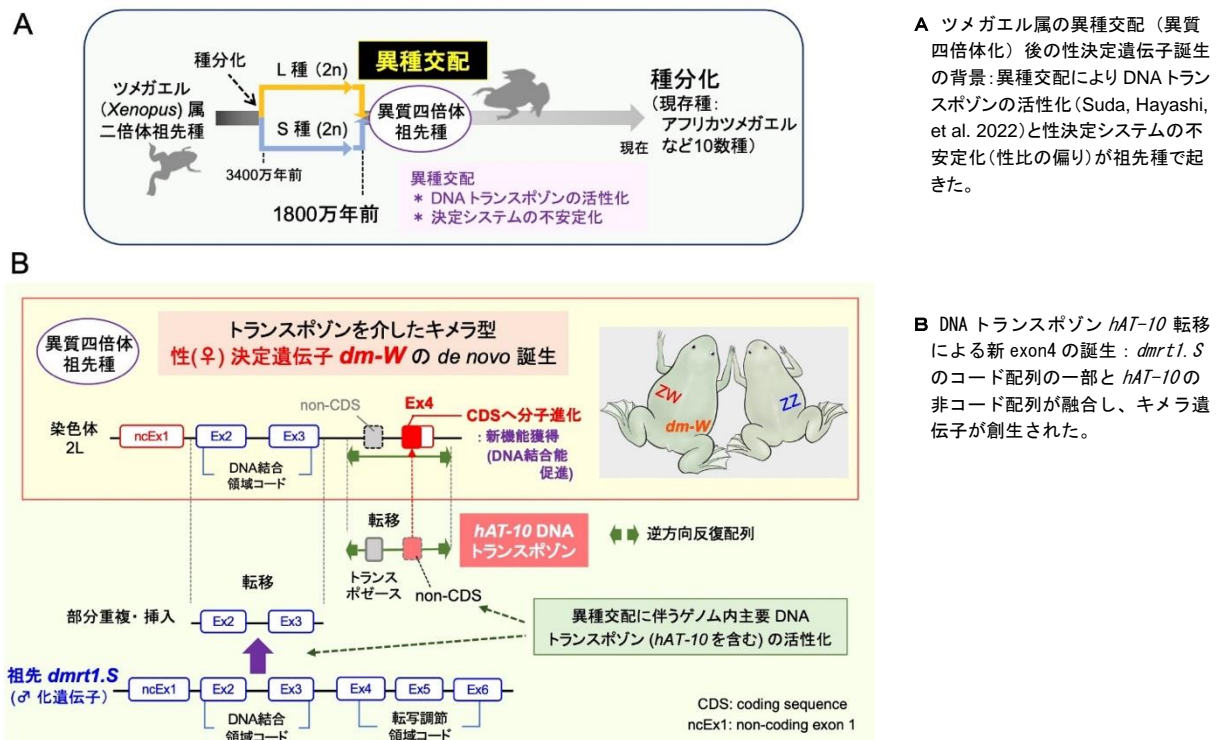 A
種分化
L 種 (2n)
異種交配
ツメガエル
(Xenopus) 属
二倍体祖先種
S 種 (2n)
異質四倍体
祖先種
種分化
(現存種：
アフリカツメガエル
など10数種)
現在
3400万年前
1800万年前
異種交配
* DNAトランスポゾンの活性化
* 決定システムの不安定化
A ツメガエル属の異種交配（異質
四倍体化）後の性決定遺伝子誕生
の背景：異種交配により DNA トラン
スポゾンの活性化(Suda, Hayashi,
et al. 2022)と性決定システムの不
安定化(性比の偏り)が祖先種で起
きた。
B
異質四倍体
祖先種
トランスポゾンを介したキメラ型
性(♀) 決定遺伝子 dm-W の de novo 誕生
non-CDS
Ex4
CDSへ分子進化
：新機能獲得
(DNA結合能
促進)
染色体
2L
ncEx1
Ex2
Ex3
DNA結合
領域コード
ZW
dm-W
ZZ
転移
hAT-10 DNA
トランスポゾン
逆方向反復配列
トランス
ポゼース
non-CDS
転移
部分重複・挿入
Ex2
Ex3
異種交配に伴うゲノム内主要 DNA
トランスポゾン (hAT-10 を含む) の活性化
祖先 dmrt1.S
(♂ 化遺伝子)
ncEx1
Ex2
Ex3
Ex4
Ex5
Ex6
DNA結合
領域コード
転写調節
領域コード
CDS: coding sequence
ncEx1: non-coding exon 1
B DNA トランスポゾン hAT-10 転移
による新 exon4 の誕生：dmrt1.S
のコード配列の一部と hAT-10 の
非コード配列が融合し、キメラ遺
伝子が創生された。